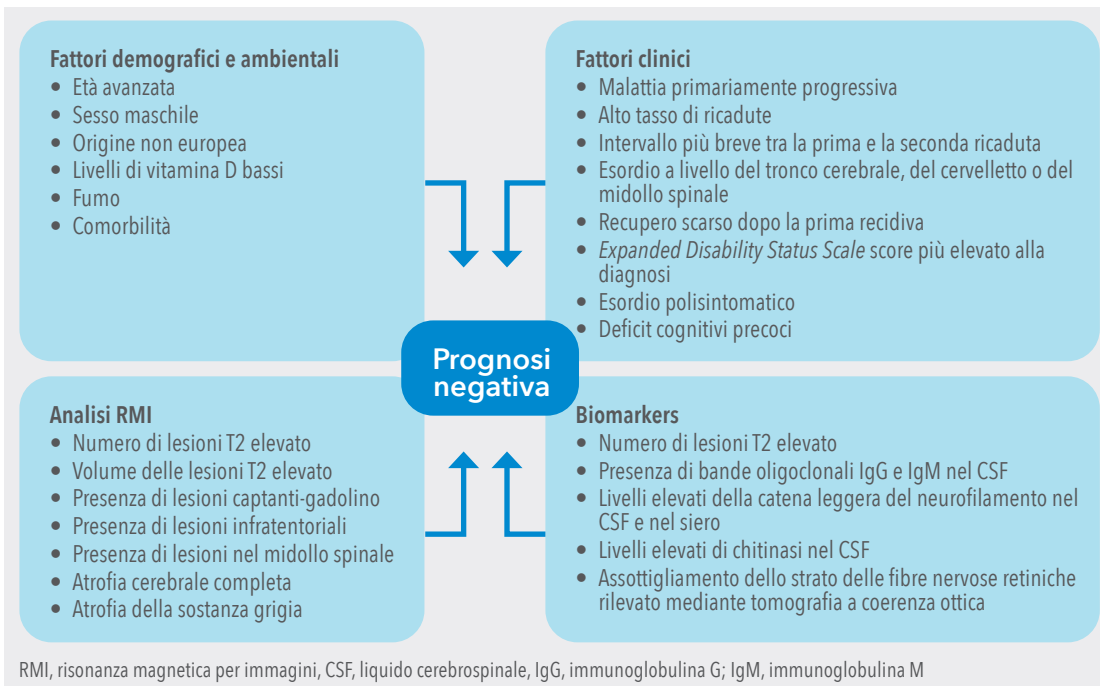 Fattori demografici e ambientali
• Età avanzata
• Sesso maschile
• Origine non europea
• Livelli di vitamina D bassi
• Fumo
• Comorbilità
Fattori clinici
• Malattia primariamente progressiva
• Alto tasso di ricadute
• Intervallo più breve tra la prima e la seconda ricaduta
• Esordio a livello del tronco cerebrale, del cervelletto o del
midollo spinale
• Recupero scarso dopo la prima recidiva
• Expanded Disability Status Scale score più elevato alla
diagnosi
• Esordio polisintomatico
• Deficit cognitivi precoci
Prognosi
negativa
Analisi RMI
• Numero di lesioni T2 elevato
• Volume delle lesioni T2 elevato
• Presenza di lesioni captanti-gadolino
• Presenza di lesioni infratentoriali
• Presenza di lesioni nel midollo spinale
• Atrofia cerebrale completa
• Atrofia della sostanza grigia
Biomarkers
• Numero di lesioni T2 elevato
• Presenza di bande oligoclonali IgG e IgM nel CSF
• Livelli elevati della catena leggera del neurofilamento nel
CSF e nel siero
• Livelli elevati di chitinasi nel CSF
• Assottigliamento dello strato delle fibre nervose retiniche
rilevato mediante tomografia a coerenza ottica
RMI, risonanza magnetica per immagini, CSF, liquido cerebrospinale, IgG, immunoglobulina G; IgM, immunoglobulina M